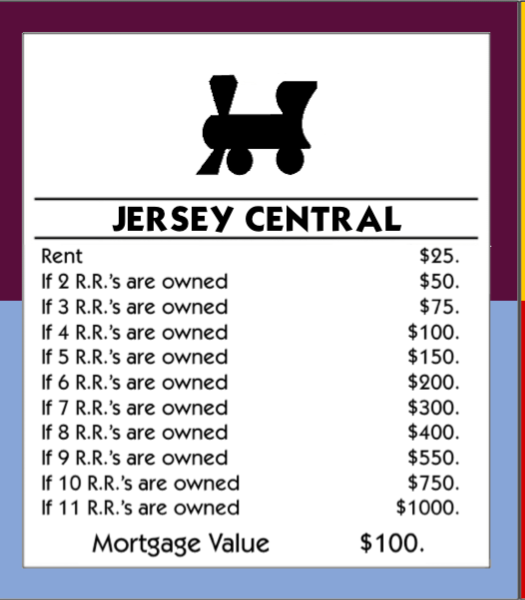 JERSEY CENTRAL
Rent $25.
If 2 R.R.'s are owned $50.
If 3 R.R.'s are owned $75.
If 4 R.R.'s are owned $100.
If 5 R.R.'s are owned $150.
If 6 R.R.'s are owned $200.
If 7 R.R.'s are owned $300.
If 8 R.R.'s are owned $400.
If 9 R.R.'s are owned $550.
If 10 R.R.'s are owned $750.
If 11 R.R.'s are owned $1000.
Mortgage Value $100.